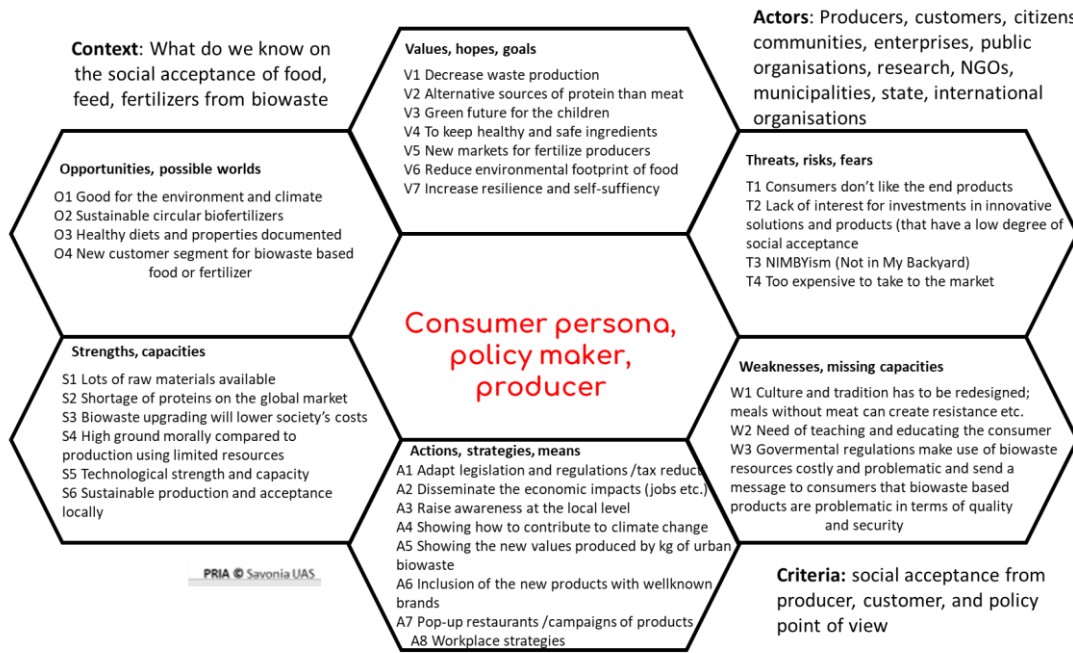 Context: What do we know on
the social acceptance of food,
feed, fertilizers from biowaste
Values, hopes, goals
V1 Decrease waste production
V2 Alternative sources of protein than meat
V3 Green future for the children
V4 To keep healthy and safe ingredients
V5 New markets for fertilize producers
V6 Reduce environmental footprint of food
V7 Increase resilience and self-suffiency
Actors: Producers, customers, citizens
communities, enterprises, public
organisations, research, NGOs,
municipalities, state, international
organisations
Opportunities, possible worlds
O1 Good for the environment and climate
O2 Sustainable circular biofertilizers
O3 Healthy diets and properties documented
O4 New customer segment for biowaste based
food or fertilizer
Threats, risks, fears
T1 Consumers don't like the end products
T2 Lack of interest for investments in innovative
solutions and products (that have a low degree of
social acceptance
T3 NIMBYism (Not in My Backyard)
T4 Too expensive to take to the market
Consumer persona,
policy maker,
producer
Strengths, capacities
S1 Lots of raw materials available
S2 Shortage of proteins on the global market
S3 Biowaste upgrading will lower society's costs
S4 High ground morally compared to
production using limited resources
S5 Technological strength and capacity
S6 Sustainable production and acceptance
locally
Weaknesses, missing capacities
W1 Culture and tradition has to be redesigned;
meals without meat can create resistance etc.
W2 Need of teaching and educating the consumer
W3 Govermental regulations make use of biowaste
resources costly and problematic and send a
message to consumers that biowaste based
products are problematic in terms of quality
and security
Actions, strategies, means
A1 Adapt legislation and regulations /tax reduct
A2 Disseminate the economic impacts (jobs etc.)
A3 Raise awareness at the local level
A4 Showing how to contribute to climate change
A5 Showing the new values produced by kg of urban
biowaste
A6 Inclusion of the new products with wellknown
brands
A7 Pop-up restaurants /campaigns of products
A8 Workplace strategies
PRIA © Savonia UAS
Criteria: social acceptance from
producer, customer, and policy
point of view